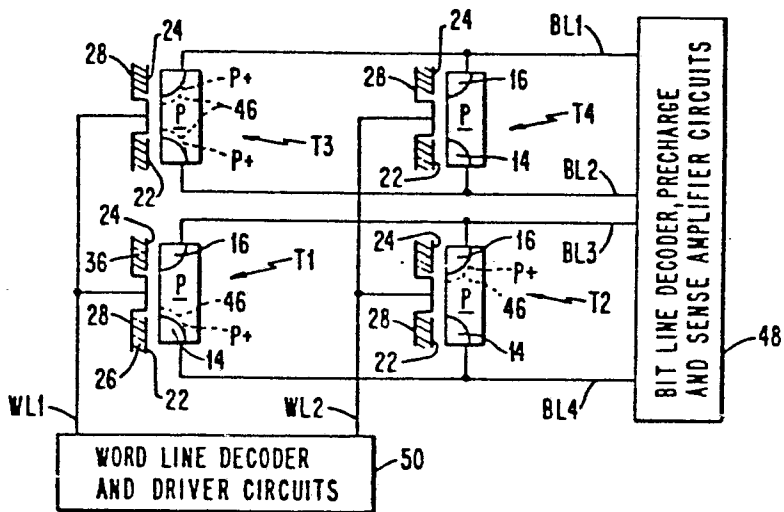 24
28
P+
46
P
P+
T3
22
24
28
16
P
14
T4
22
BL1
BL2
BL3
24
36
16
P
T1
46
28
P+
26
14
22
24
16
P+
P
46
T2
28
14
22
BL4
WL1
WL2
BIT LINE DECODER, PRECHARGE
AND SENSE AMPLIFIER CIRCUITS
48
WORD LINE DECODER
AND DRIVER CIRCUITS
50